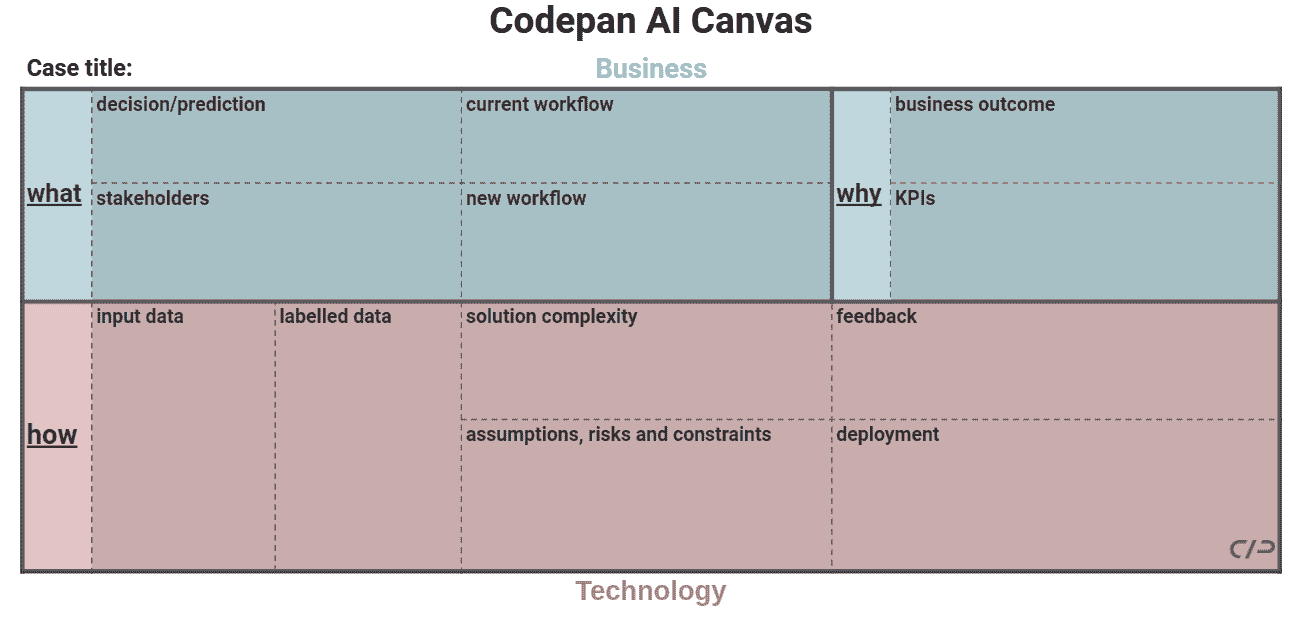 Codepan AI Canvas
Case title:
Business
what
decision/prediction
current workflow
stakeholders
new workflow
why
business outcome
KPIs
how
input data
labelled data
solution complexity
feedback
assumptions, risks and constraints
deployment
Technology